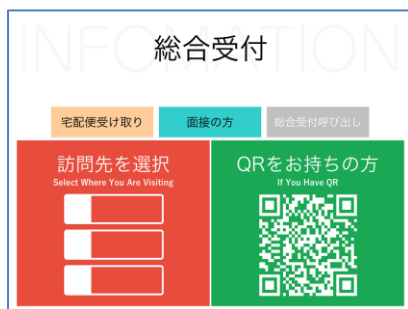 INFOMATION
総合受付
宅配便受け取り
面接の方
総合受付呼び出し
訪問先を選択
Select Where You Are Visiting
QRをお持ちの方
If You Have QR